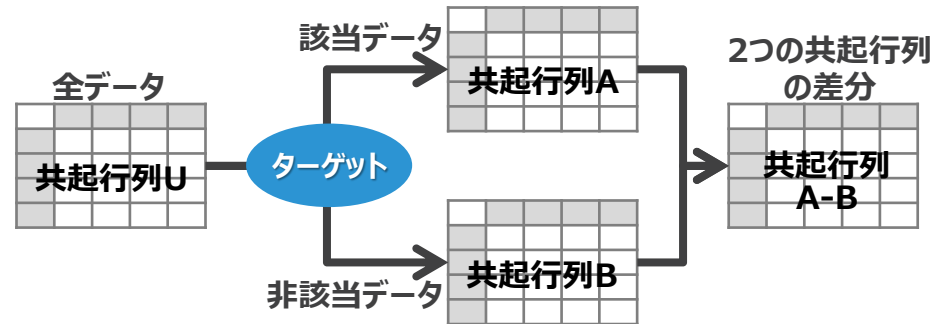 全データ
共起行列U
ターゲット
該当データ
共起行列A
非該当データ
共起行列B
2つの共起行列
の差分
共起行列
A-B